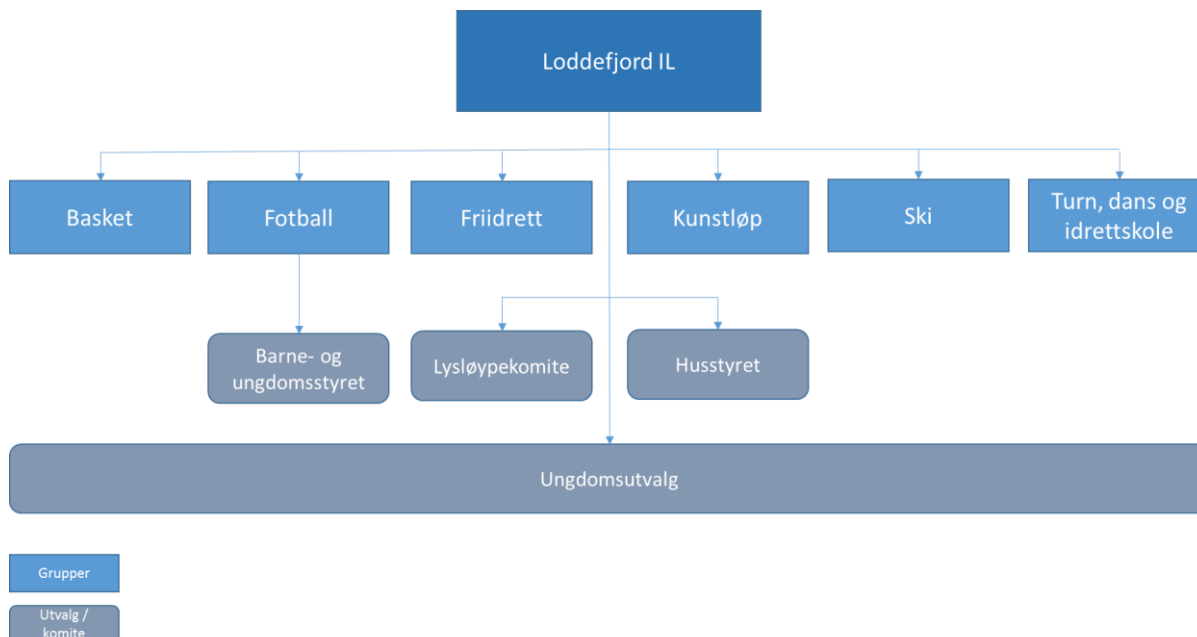 Loddefjord IL
Basket
Fotball
Friidrett
Kunstløp
Ski
Turn, dans og
idrettskole
Barne- og
ungdomsstyret
Lysløypekomite
Husstyret
Ungdomsutvalg
Grupper
Utvalg /
komite